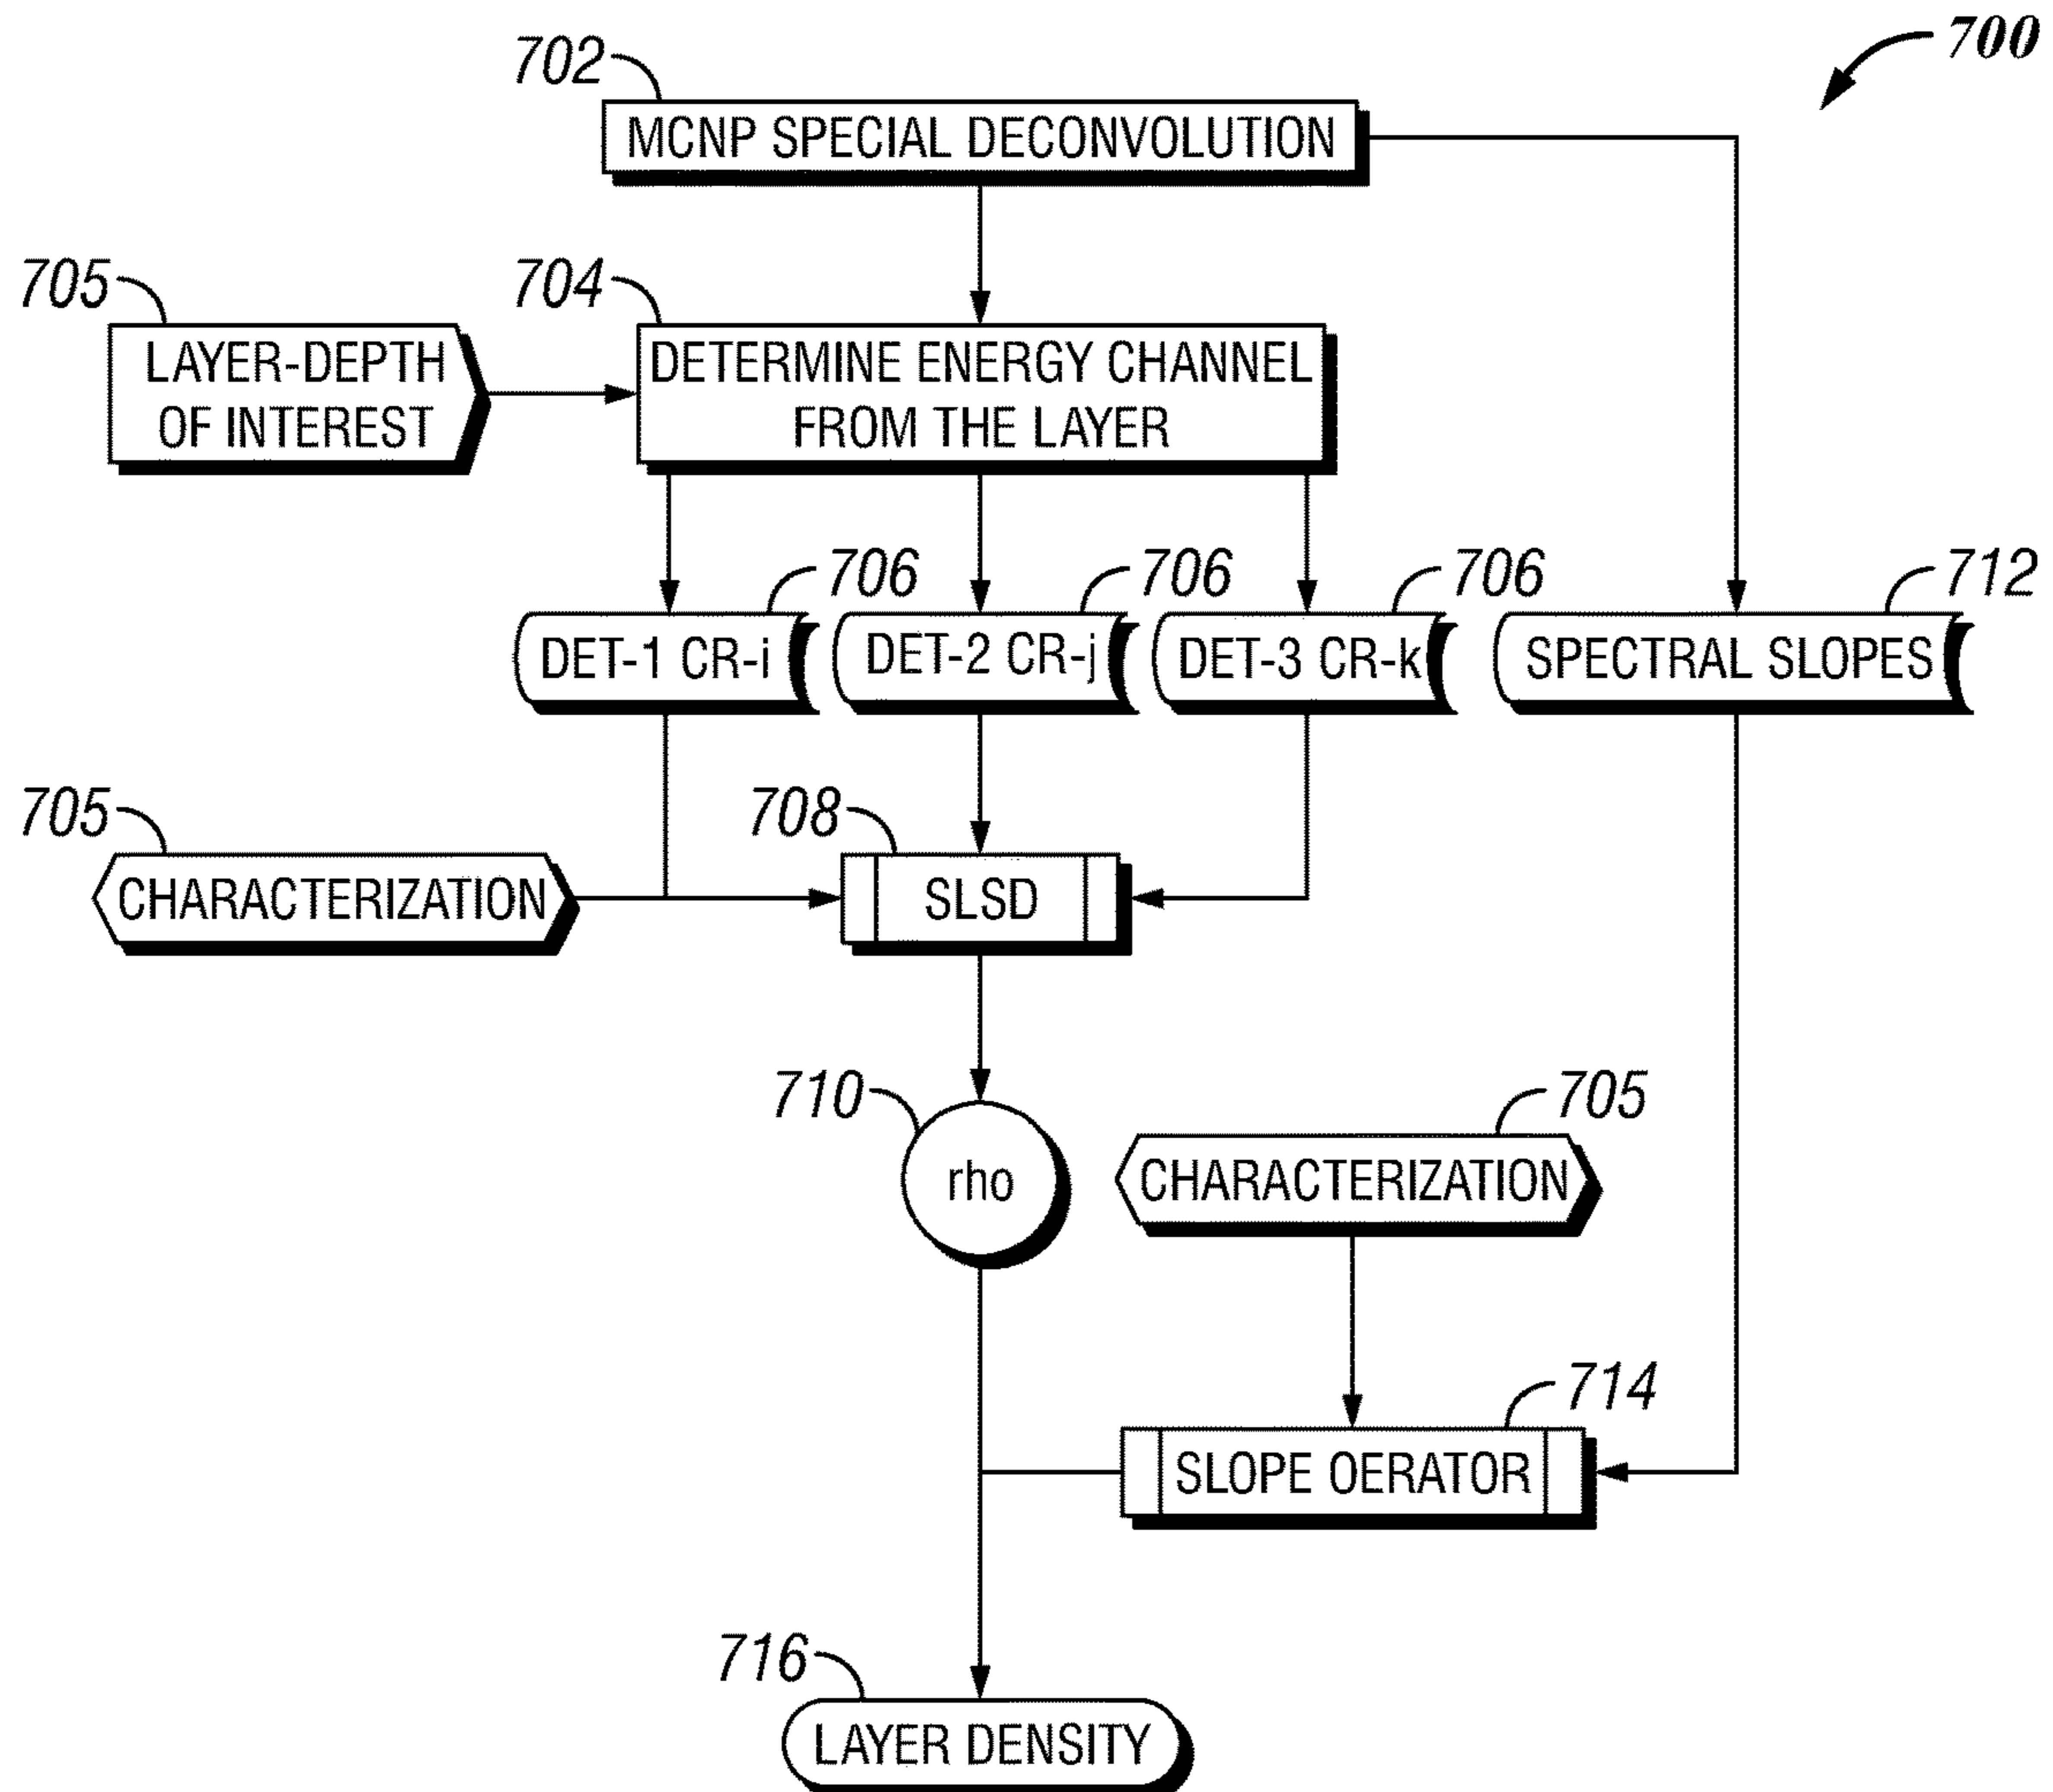 700
702
MCNP SPECIAL DECONVOLUTION
705
704
LAYER-DEPTH
OF INTEREST
DETERMINE ENERGY CHANNEL
FROM THE LAYER
706
706
706
712
DET-1 CR-i
DET-2 CR-j
DET-3 CR-k
SPECTRAL SLOPES
705
708
CHARACTERIZATION
SLSD
710
705
rho
CHARACTERIZATION
714
SLOPE OERATOR
716
LAYER DENSITY